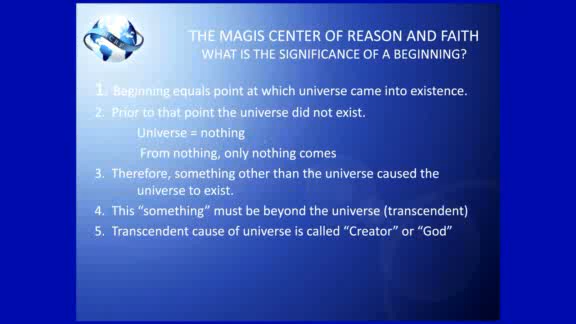 THE MAGIS CENTER OF REASON AND FAITH
WHAT IS THE SIGNIFICANCE OF A BEGINNING?
1. Beginning equals point at which universe came into existence.
2. Prior to that point the universe did not exist.
Universe = nothing
From nothing, only nothing comes
3. Therefore, something other than the universe caused the
universe to exist.
4. This “something” must be beyond the universe (transcendent)
5. Transcendent cause of universe is called “Creator” or “God”